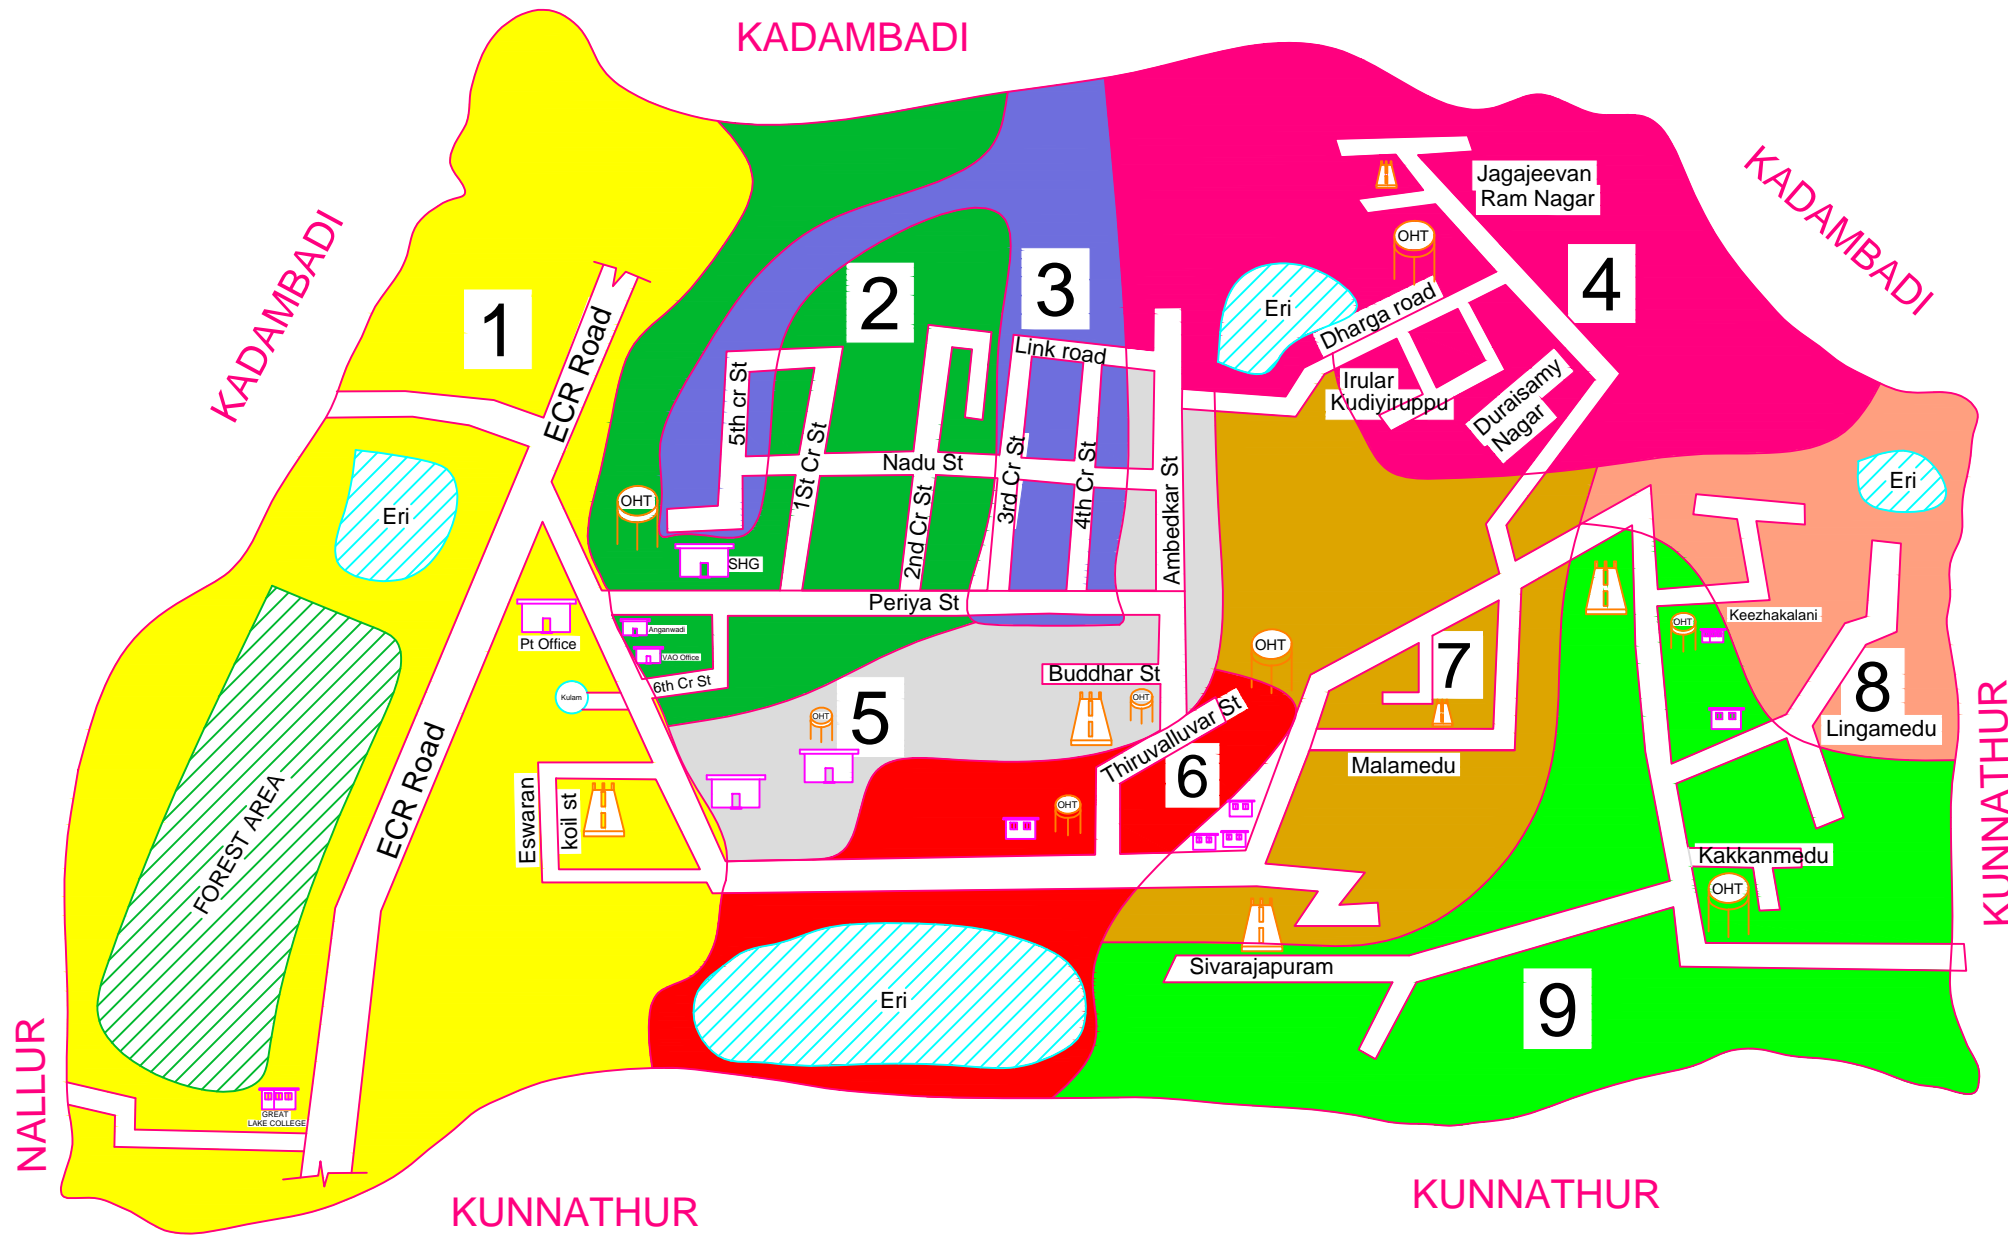 KADAMBADI
KADAMBADI
KADAMBADI
Jagajeevan
Ram Nagar
OHT
4
3
2
1
Eri
Dharga road
ECR Road
Link road
Irular
Kudiyiruppu
Duraisamy
Nagar
5th cr St
1St Cr St
Nadu St
2nd Cr St
3rd Cr St
4th Cr St
Ambedkar St
Eri
Eri
OHT
SHG
Periya St
Pt Office
Anganwadi
VAO Office
6th Cr St
Kulam
OHT
Keezhakalani
OHT
7
8
Lingamedu
Buddhar St
OHT
OHT
5
Thiruvalluvar St
6
Malamedu
KUNNATHUR
ECR Road
Eswaran
koil st
OHT
FOREST AREA
Kakkanmedu
OHT
Sivarajapuram
Eri
9
NALLUR
GREAT
LAKE COLLEGE
KUNNATHUR
KUNNATHUR